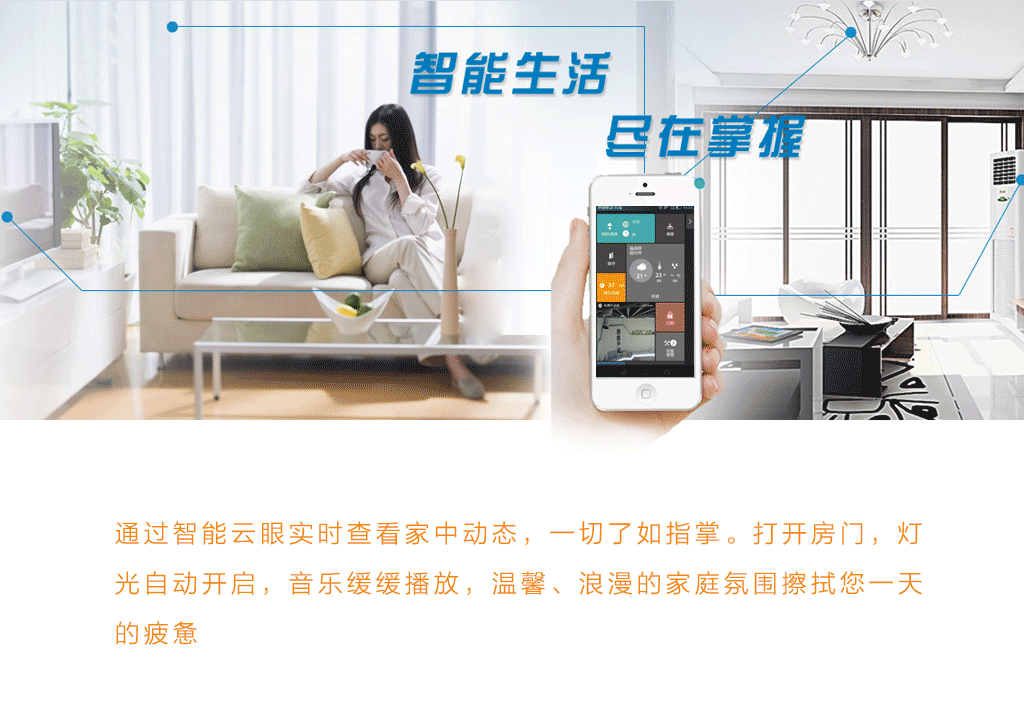 智能生活
尽在掌握
21°
23°
37
通过智能云眼实时查看家中动态，一切了如指掌。打开房门，灯
光自动开启，音乐缓缓播放，温馨、浪漫的家庭氛围擦拭您一天
的疲惫